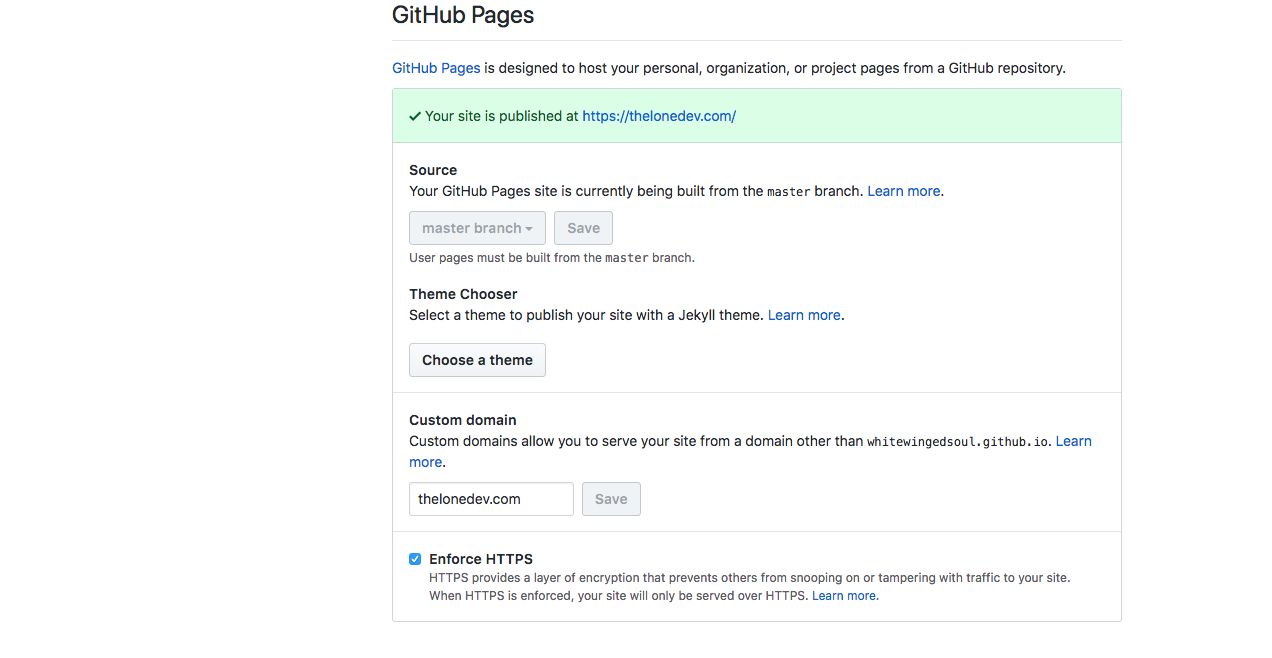 GitHub Pages
GitHub Pages is designed to host your personal, organization, or project pages from a GitHub repository.
Your site is published at https://thelonedev.com/
Source
Your GitHub Pages site is currently being built from the master branch. Learn more.
master branch Save
User pages must be built from the master branch.
Theme Chooser
Select a theme to publish your site with a Jekyll theme. Learn more.
Choose a theme
Custom domain
Custom domains allow you to serve your site from a domain other than whitewingedsoul.github.io. Learn
more.
thelonedev.com Save
Enforce HTTPS
HTTPS provides a layer of encryption that prevents others from snooping on or tampering with traffic to your site.
When HTTPS is enforced, your site will only be served over HTTPS. Learn more.